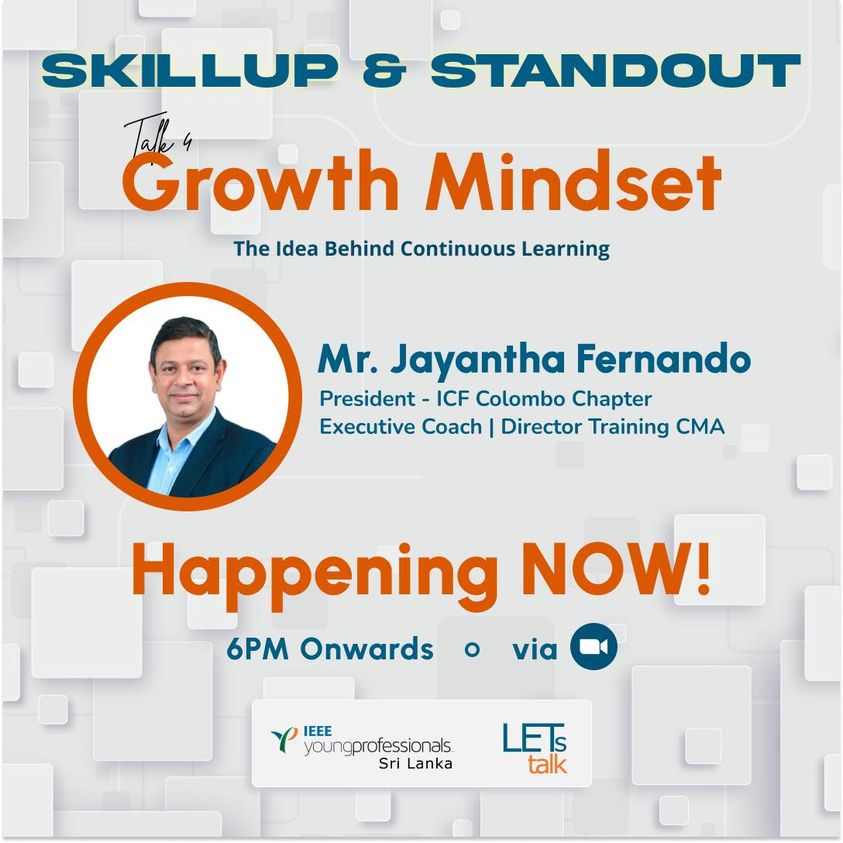 SKILLUP & STANDOUT
Talk 4
Growth Mindset
The Idea Behind Continuous Learning
Mr. Jayantha Fernando
President - ICF Colombo Chapter
Executive Coach | Director Training CMA
Happening NOW!
6PM Onwards via
IEEE
youngprofessionals
Sri Lanka
LETs
talk